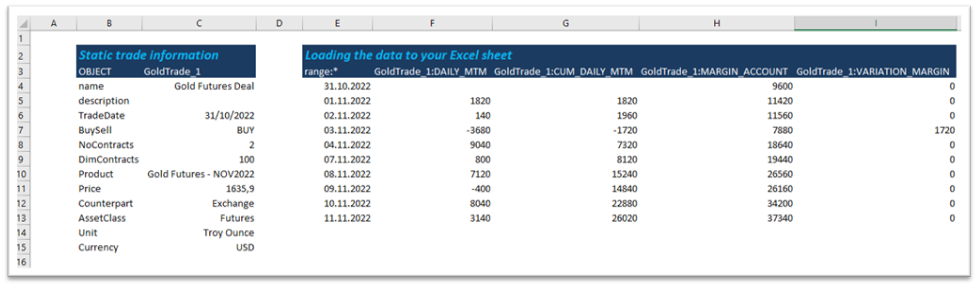 A B C D E F G H I
1
2 Static trade information Loading the data to your Excel sheet
3 OBJECT GoldTrade_1 range:* GoldTrade_1:DAILY_MTM GoldTrade_1:CUM_DAILY_MTM GoldTrade_1:MARGIN_ACCOUNT GoldTrade_1:VARIATION_MARGIN
4 name Gold Futures Deal 31.10.2022 9600 0
5 description 01.11.2022 1820 1820 11420 0
6 TradeDate 31/10/2022 02.11.2022 140 1960 11560 0
7 BuySell BUY 03.11.2022 -3680 -1720 7880 1720
8 NoContracts 2 04.11.2022 9040 7320 18640 0
9 DimContracts 100 07.11.2022 800 8120 19440 0
10 Product Gold Futures - NOV2022 08.11.2022 7120 15240 26560 0
11 Price 1635,9 09.11.2022 -400 14840 26160 0
12 Counterpart Exchange 10.11.2022 8040 22880 34200 0
13 AssetClass Futures 11.11.2022 3140 26020 37340 0
14 Unit Troy Ounce
15 Currency USD
16